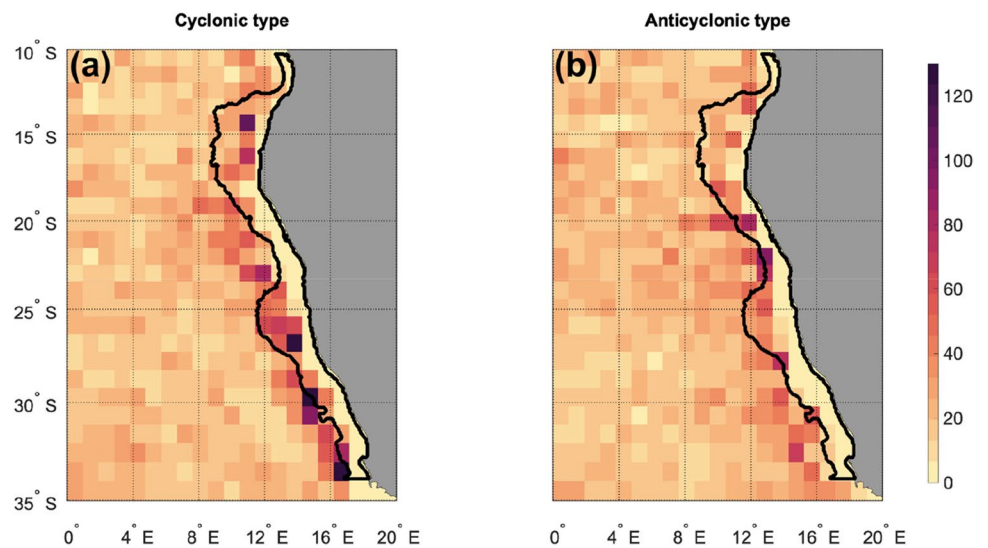 Cyclonic type
Anticyclonic type
(a)
(b)
10° S
15° S
20° S
25° S
30° S
35° S
0° 4° E 8° E 12° E 16° E 20° E
0° 4° E 8° E 12° E 16° E 20° E
120
100
80
60
40
20
0